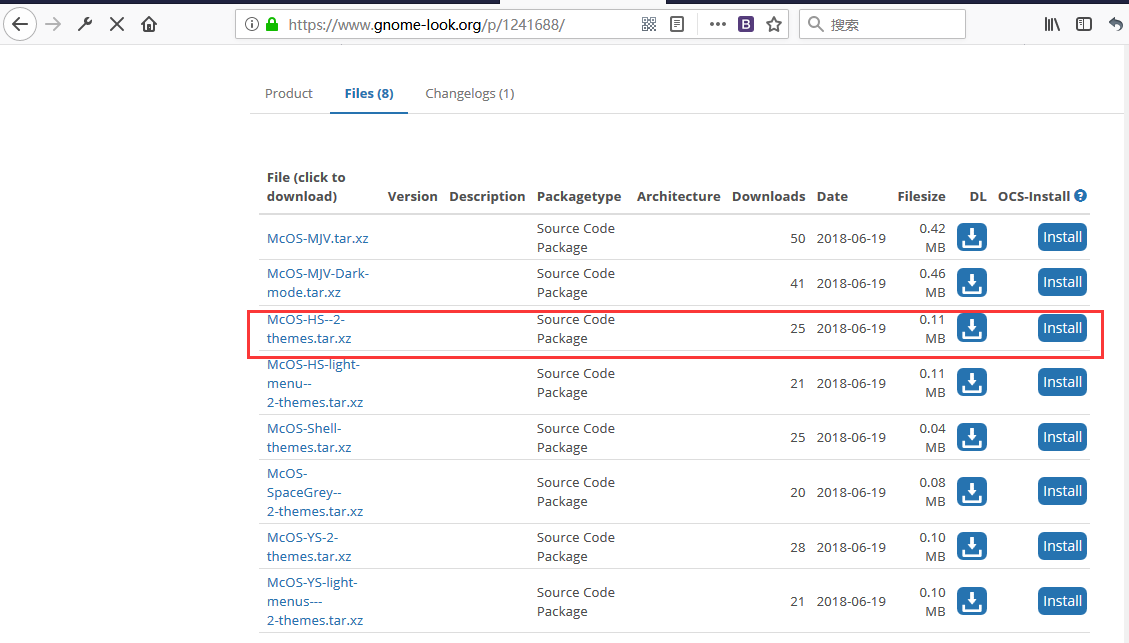 https://www.gnome-look.org/p/1241688/
B
搜索
Product
Files (8)
Changelogs (1)
File (click to
download)
Version
Description
Packagetype
Architecture
Downloads
Date
Filesize
DL
OCS-Install ?
McOS-MJV.tar.xz
Source Code
Package
50
2018-06-19
0.42
MB
Install
McOS-MJV-Dark-
mode.tar.xz
Source Code
Package
41
2018-06-19
0.46
MB
Install
McOS-HS--2-
themes.tar.xz
Source Code
Package
25
2018-06-19
0.11
MB
Install
McOS-HS-light-
menu--
2-themes.tar.xz
Source Code
Package
21
2018-06-19
0.11
MB
Install
McOS-Shell-
themes.tar.xz
Source Code
Package
25
2018-06-19
0.04
MB
Install
McOS-
SpaceGrey--
2-themes.tar.xz
Source Code
Package
20
2018-06-19
0.08
MB
Install
McOS-YS-2-
themes.tar.xz
Source Code
Package
28
2018-06-19
0.10
MB
Install
McOS-YS-light-
menus---
2-themes.tar.xz
Source Code
Package
21
2018-06-19
0.10
MB
Install